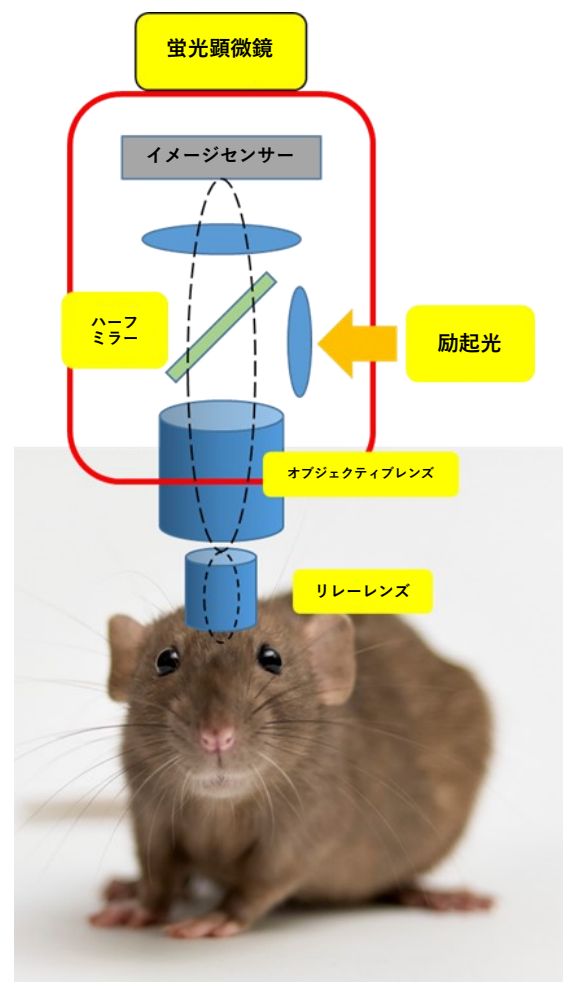 蛍光顕微鏡
イメージセンサー
ハーフ
ミラー
励起光
オブジェクティブレンズ
リレーレンズ